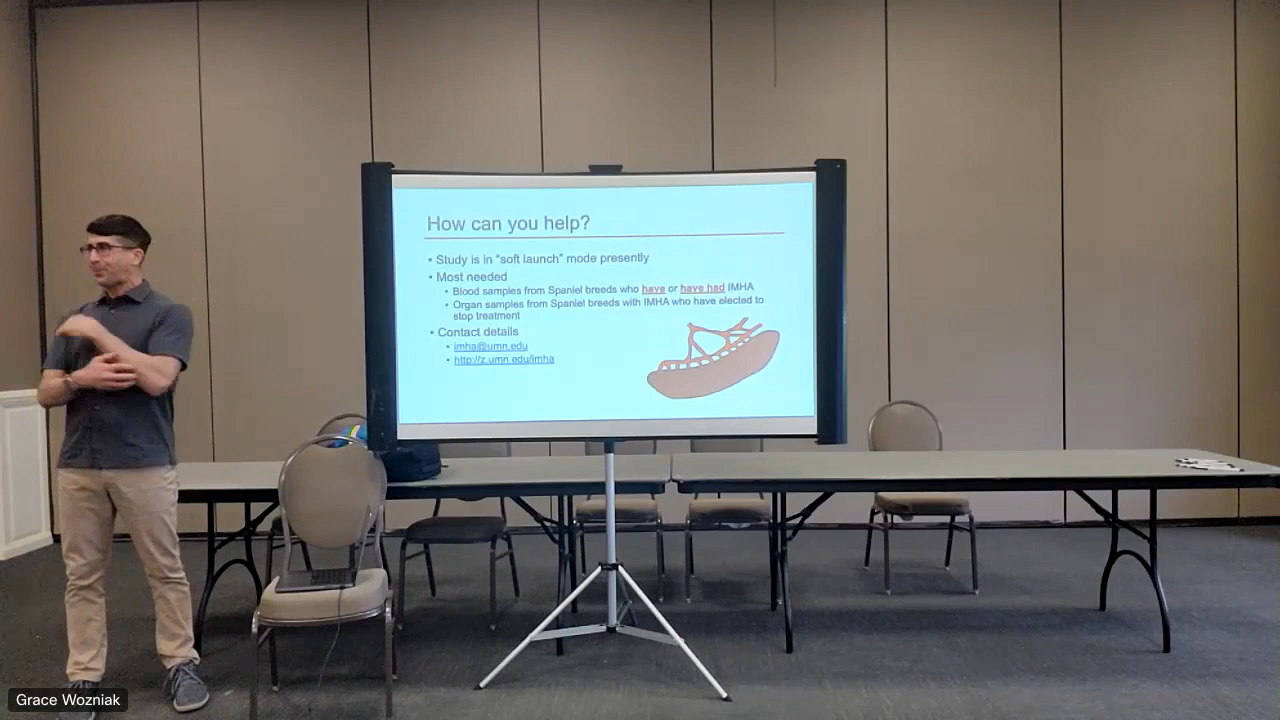 How can you help?
• Study is in "soft launch" mode presently
• Most needed
• Blood samples from Spaniel breeds who have or have had IMHA
• Organ samples from Spaniel breeds with IMHA who have elected to
stop treatment
• Contact details
• imha@umn.edu
• http://z.umn.edu/imha
Grace Wozniak